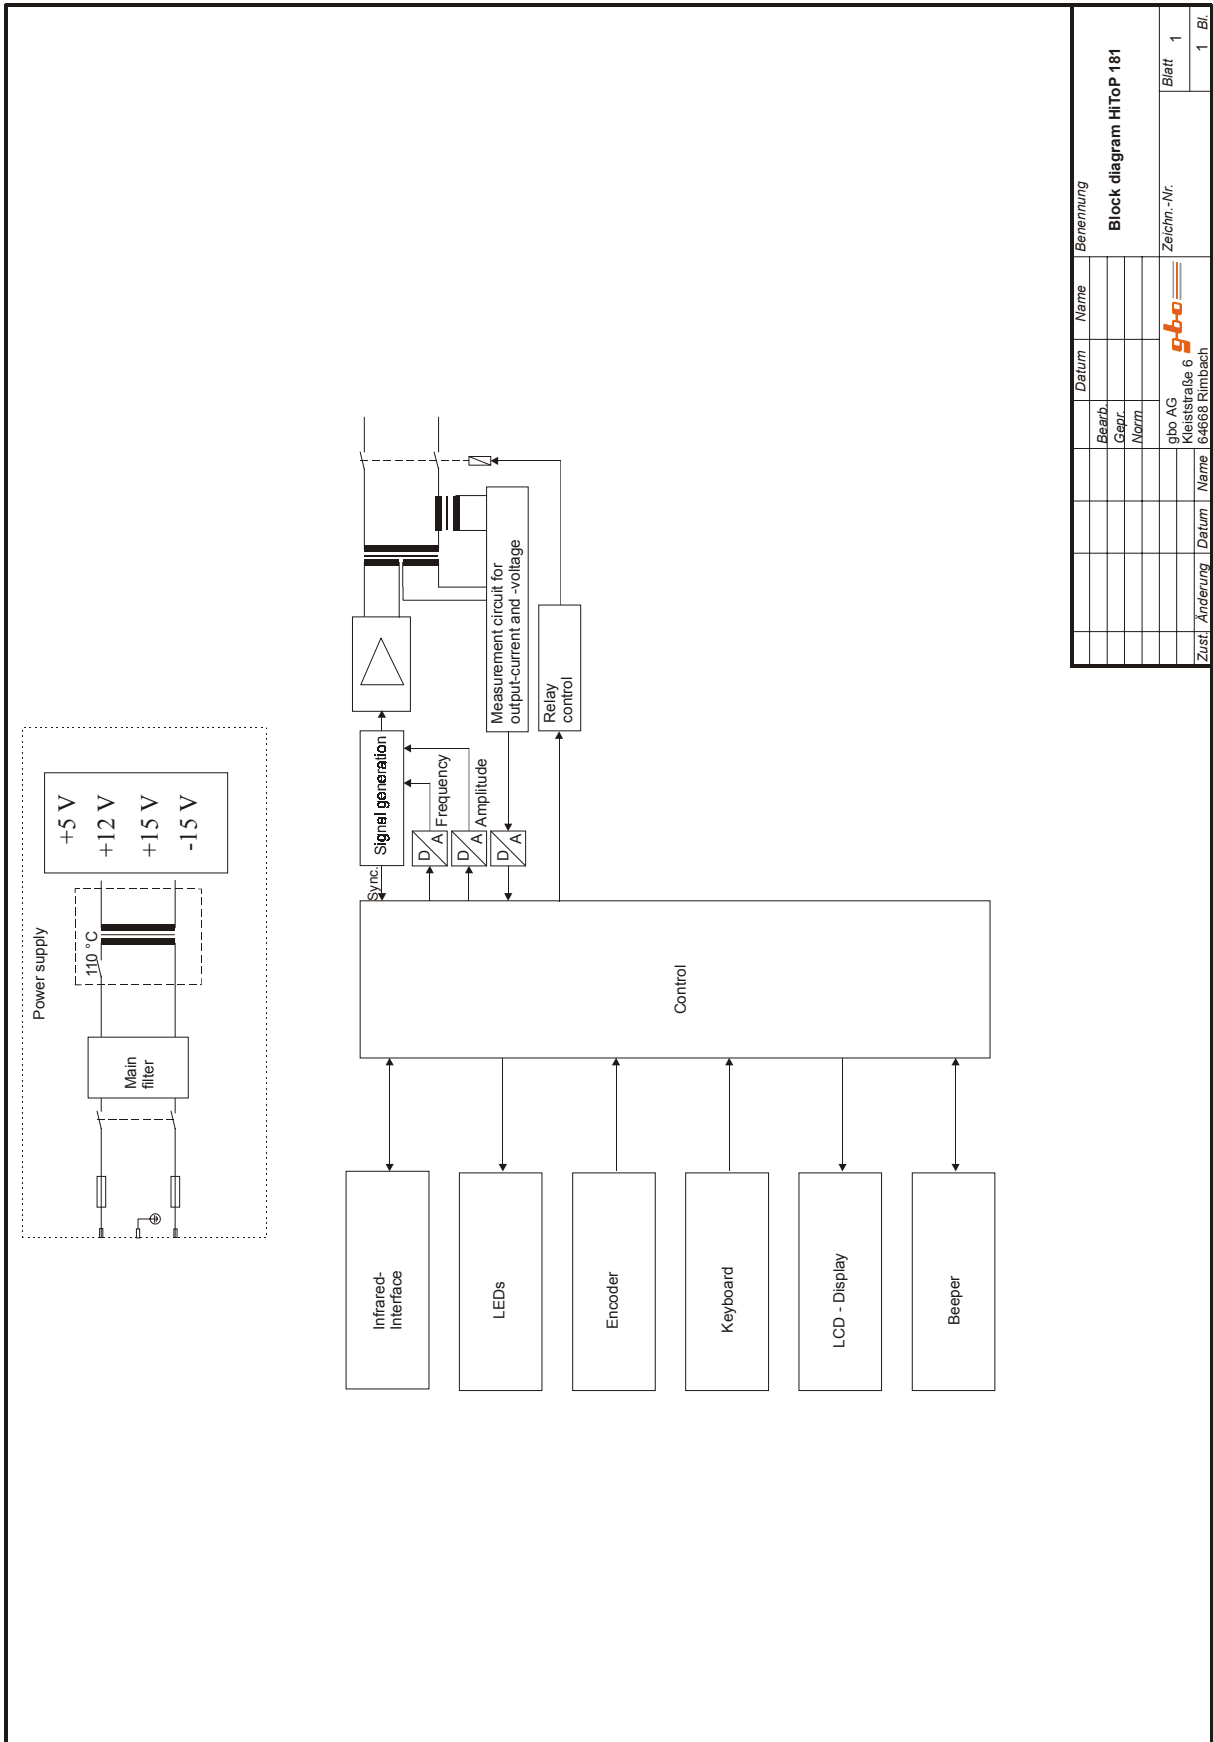 Power supply
Main
filter
110 °C
+5 V
+12 V
+15 V
-15 V
Infrared-
Interface
LEDs
Encoder
Keyboard
LCD - Display
Beeper
Control
Sync.
Signal generation
D
A
Frequency
D
A
Amplitude
D
A
Measurement circuit for
output-current and -voltage
Relay
control
Datum
Name
Benennung
Bearb.
Gepr.
Norm
Block diagram HiToP 181
gbo AG
Kleiststraße 6
64668 Rimbach
g-b-o
Zeichn.-Nr.
Blatt 1
1 Bl.
Zust. Änderung Datum Name